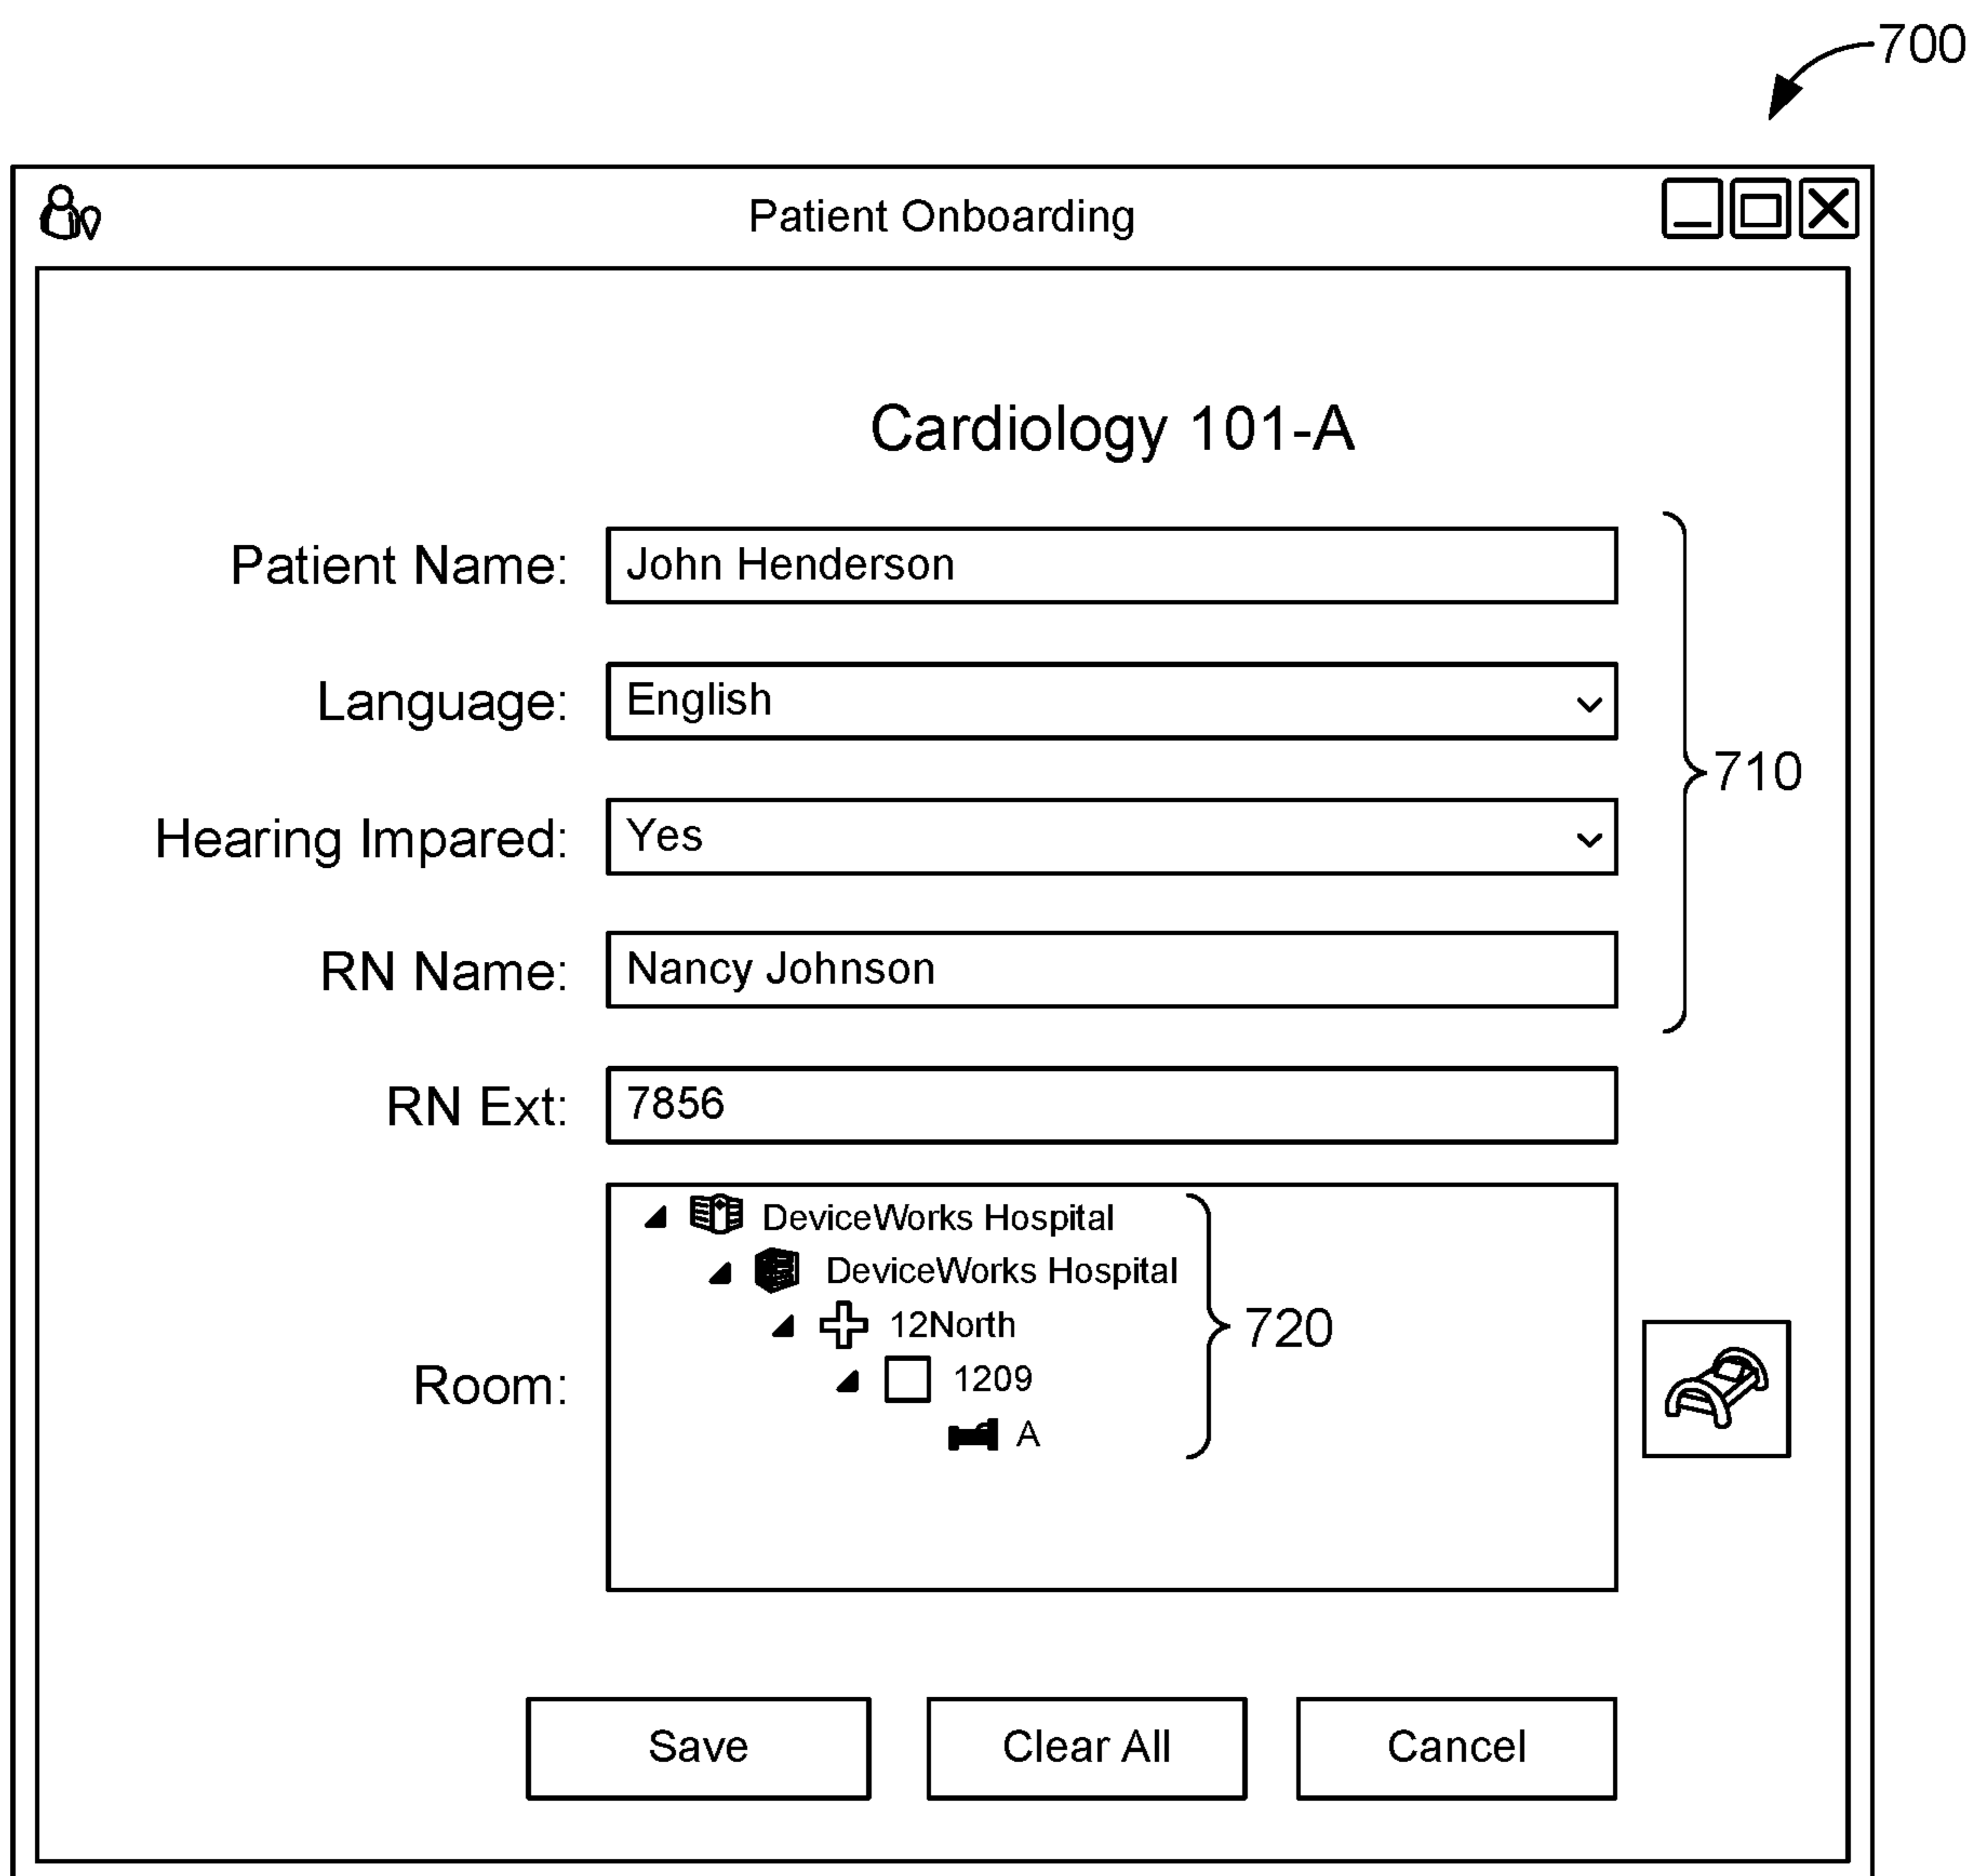 700
Patient Onboarding
Cardiology 101-A
Patient Name: John Henderson
Language: English
710
Hearing Impared: Yes
RN Name: Nancy Johnson
RN Ext: 7856
DeviceWorks Hospital
DeviceWorks Hospital
12North 720
1209
Room:
A
Save Clear All Cancel